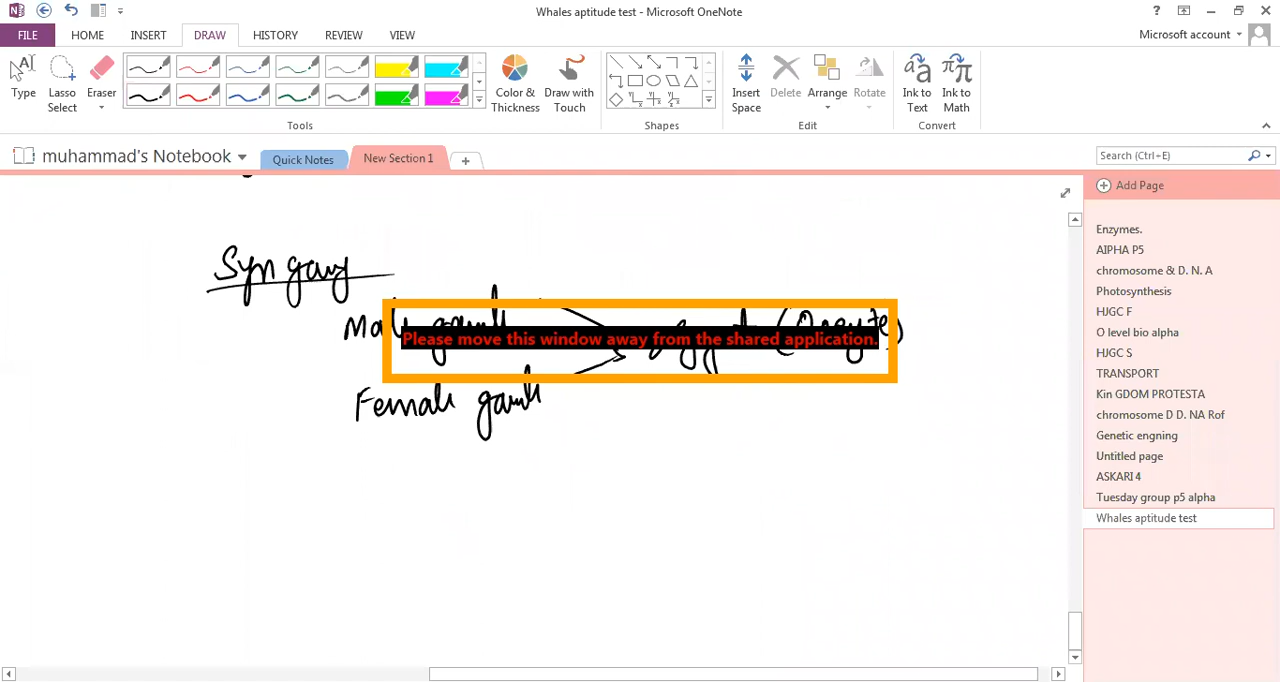 Whales aptitude test - Microsoft OneNote
FILE HOME INSERT DRAW HISTORY REVIEW VIEW
Microsoft account
Type
Lasso Select
Eraser
Color & Thickness
Draw with Touch
Insert Space
Delete
Arrange
Rotate
Ink to Text
Ink to Math
Tools Shapes Edit Convert
muhammad's Notebook Quick Notes New Section 1
Search (Ctrl+E)
Add Page
Enzymes.
AIPHA P5
chromosome & D. N. A
Photosynthesis
HJGC F
O level bio alpha
HJGC S
TRANSPORT
Kin GDOM PROTESTA
chromosome D D. NA Rof
Genetic engning
Untitled page
ASKARI 4
Tuesday group p5 alpha
Whales aptitude test
Syngamy
Please move this window away from the shared application.
Female